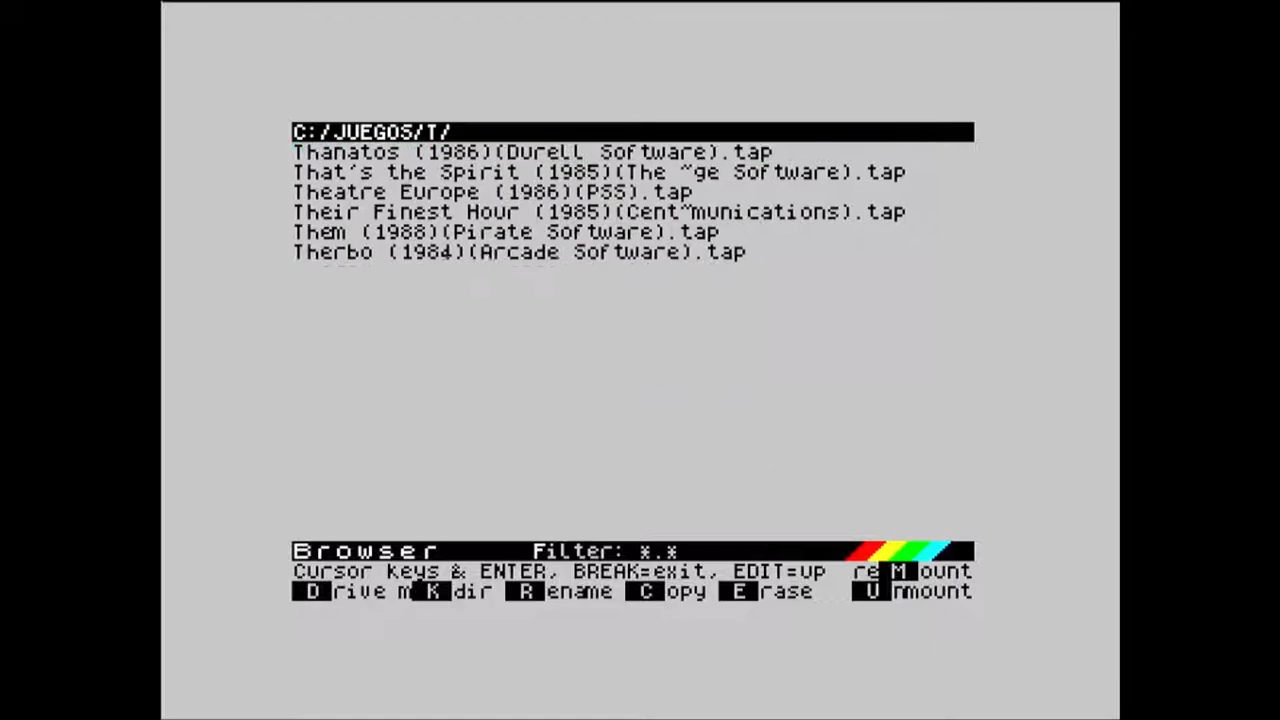 C:/JUEGOS/T/
Thanatos (1986)(Durell Software).tap
That's the Spirit (1985)(The ~ge Software).tap
Theatre Europe (1986)(PSS).tap
Their Finest Hour (1985)(Cent~munications).tap
Them (1988)(Pirate Software).tap
Therbo (1984)(Arcade Software).tap
Browser Filter: *.*
Cursor keys & ENTER, BREAK=exit, EDIT=up reMount
Drive mKdir Rename Copy Erase Unmount